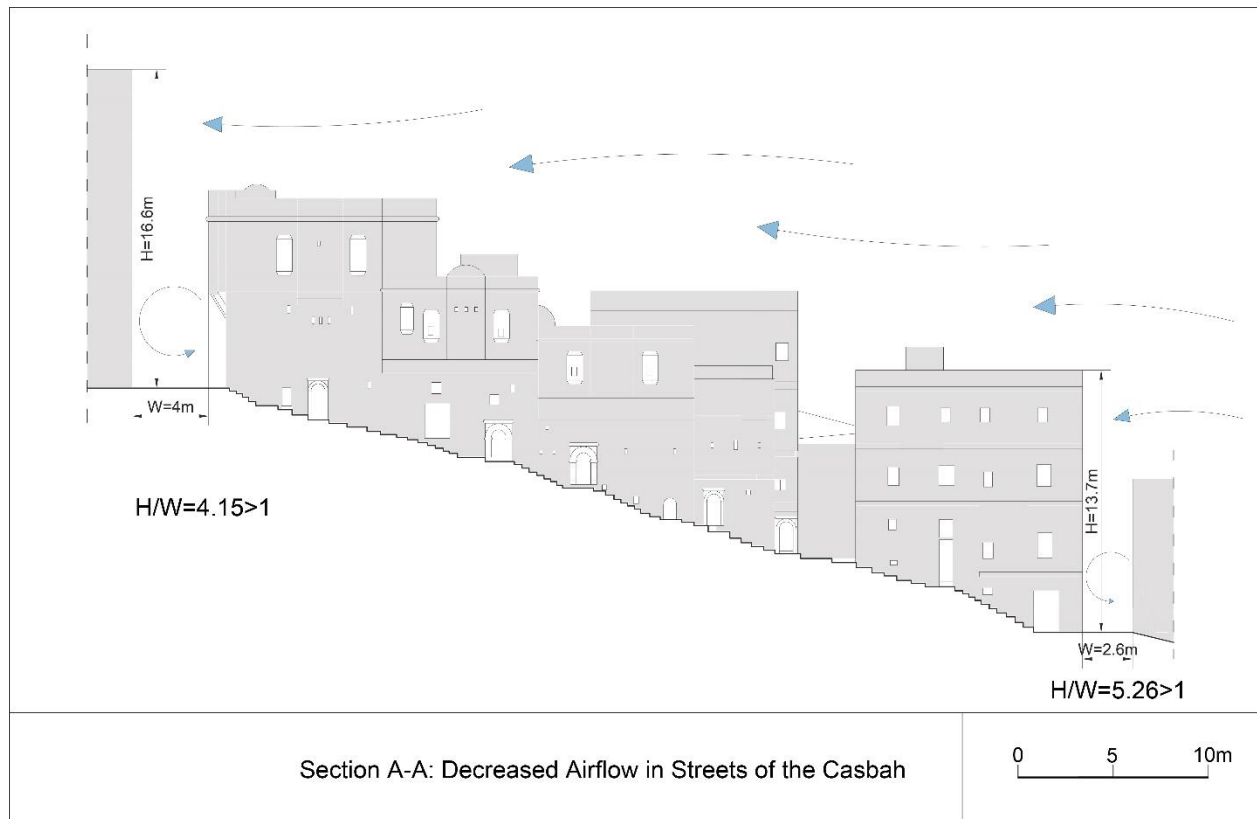 H=16.6m
W=4m
H/W=4.15>1
H=13.7m
W=2.6m
H/W=5.26>1
Section A-A: Decreased Airflow in Streets of the Casbah
0 5 10m